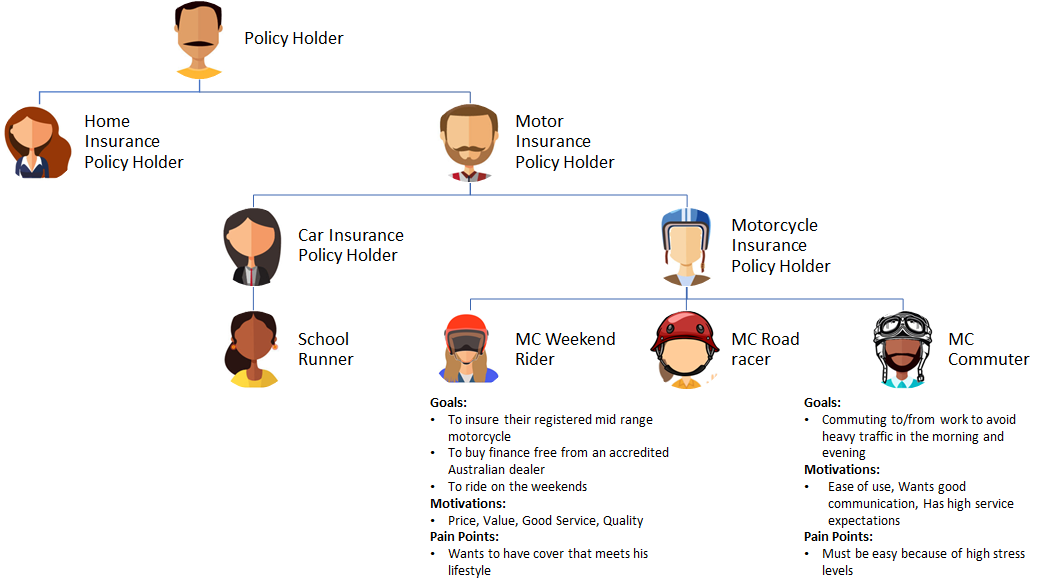 Policy Holder
Home
Insurance
Policy Holder
Motor
Insurance
Policy Holder
Car Insurance
Policy Holder
Motorcycle
Insurance
Policy Holder
School
Runner
MC Weekend
Rider
MC Road
racer
MC
Commuter
Goals:
• To insure their registered mid range
motorcycle
• To buy finance free from an accredited
Australian dealer
• To ride on the weekends
Motivations:
• Price, Value, Good Service, Quality
Pain Points:
• Wants to have cover that meets his
lifestyle
Goals:
• Commuting to/from work to avoid
heavy traffic in the morning and
evening
Motivations:
• Ease of use, Wants good
communication, Has high service
expectations
Pain Points:
• Must be easy because of high stress
levels